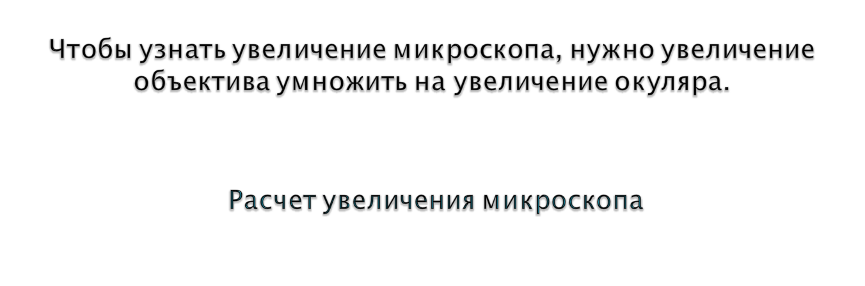 Чтобы узнать увеличение микроскопа, нужно увеличение
объектива умножить на увеличение окуляра.
Расчет увеличения микроскопа